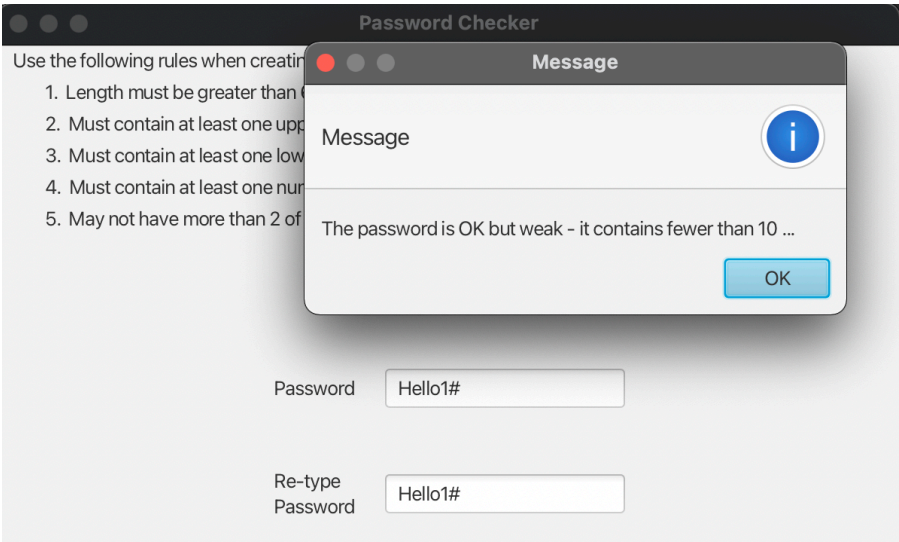 Password Checker
Use the following rules when creatin
1. Length must be greater than
2. Must contain at least one upp
3. Must contain at least one low
4. Must contain at least one nu
5. May not have more than 2 of
Message
Message
i
The password is OK but weak - it contains fewer than 10 ...
OK
Password Hello1#
Re-type
Password Hello1#